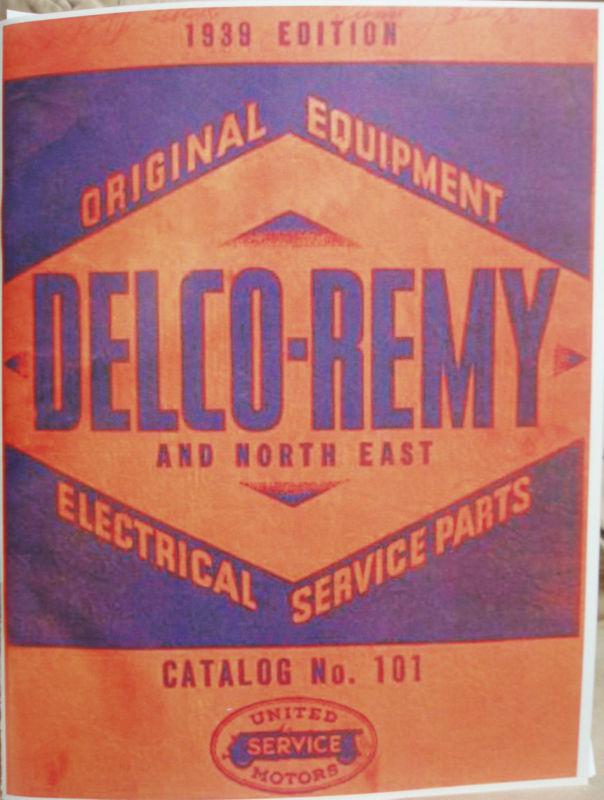 1939 EDITION
ORIGINAL EQUIPMENT
DELCO-REMY
AND NORTH EAST
ELECTRICAL SERVICE PARTS
CATALOG No. 101
UNITED
SERVICE
MOTORS